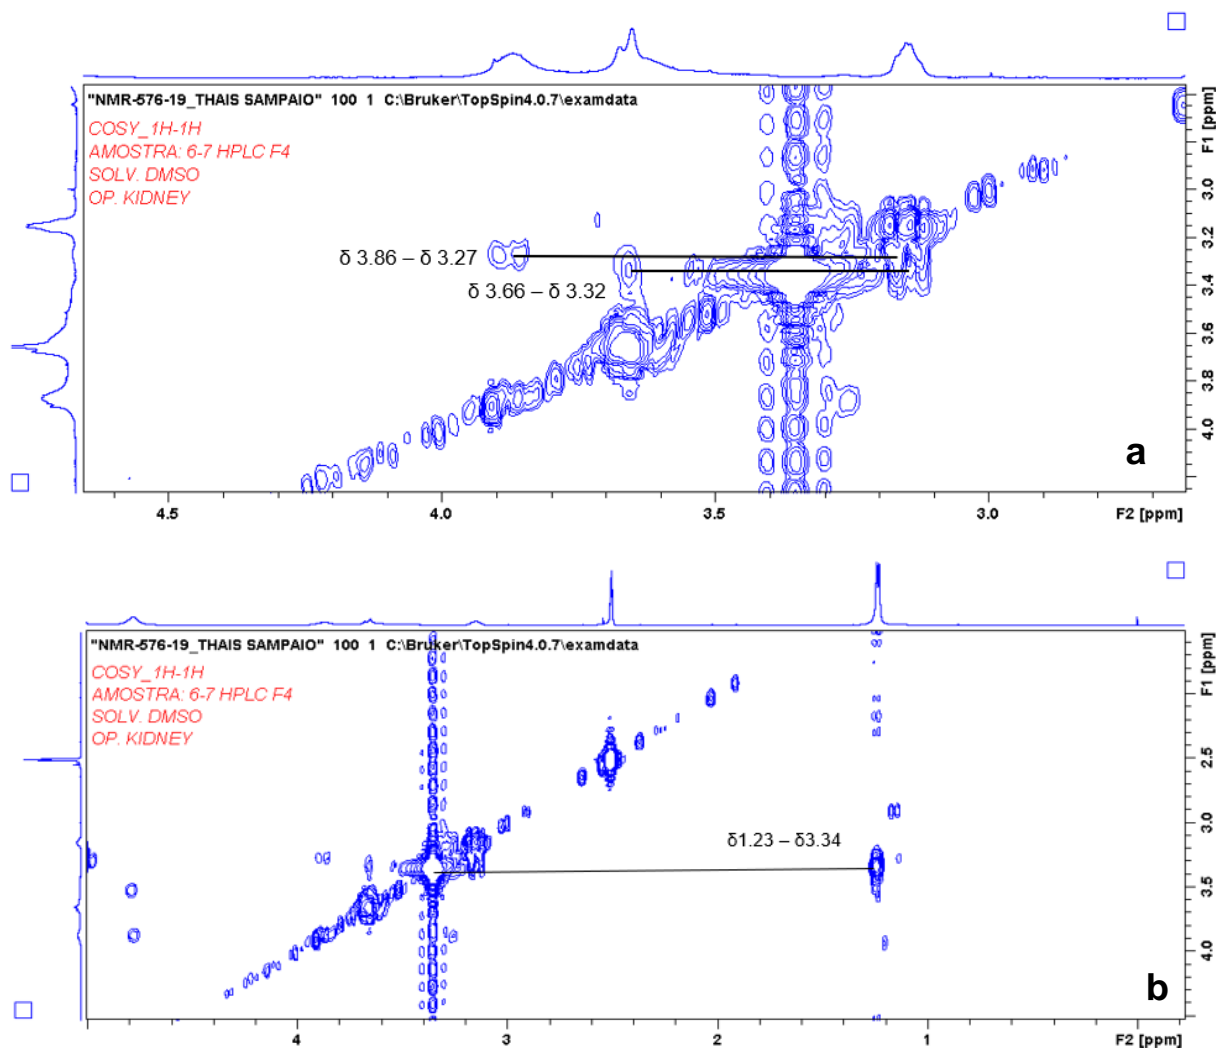 "NMR-576-19_THAIS SAMPAIO" 100 1 C:\Bruker\TopSpin4.0.7\examdata
COSY_1H-1H
AMOSTRA: 6-7 HPLC F4
SOLV. DMSO
OP. KIDNEY
δ 3.86 – δ 3.27
δ 3.66 – δ 3.32
a
F1 [ppm]
3.0
3.2
3.4
3.6
3.8
4.0
4.5
4.0
3.5
3.0
F2 [ppm]
"NMR-576-19_THAIS SAMPAIO" 100 1 C:\Bruker\TopSpin4.0.7\examdata
COSY_1H-1H
AMOSTRA: 6-7 HPLC F4
SOLV. DMSO
OP. KIDNEY
δ1.23 – δ3.34
b
F1 [ppm]
2.5
3.0
3.5
4.0
4
3
2
1
F2 [ppm]